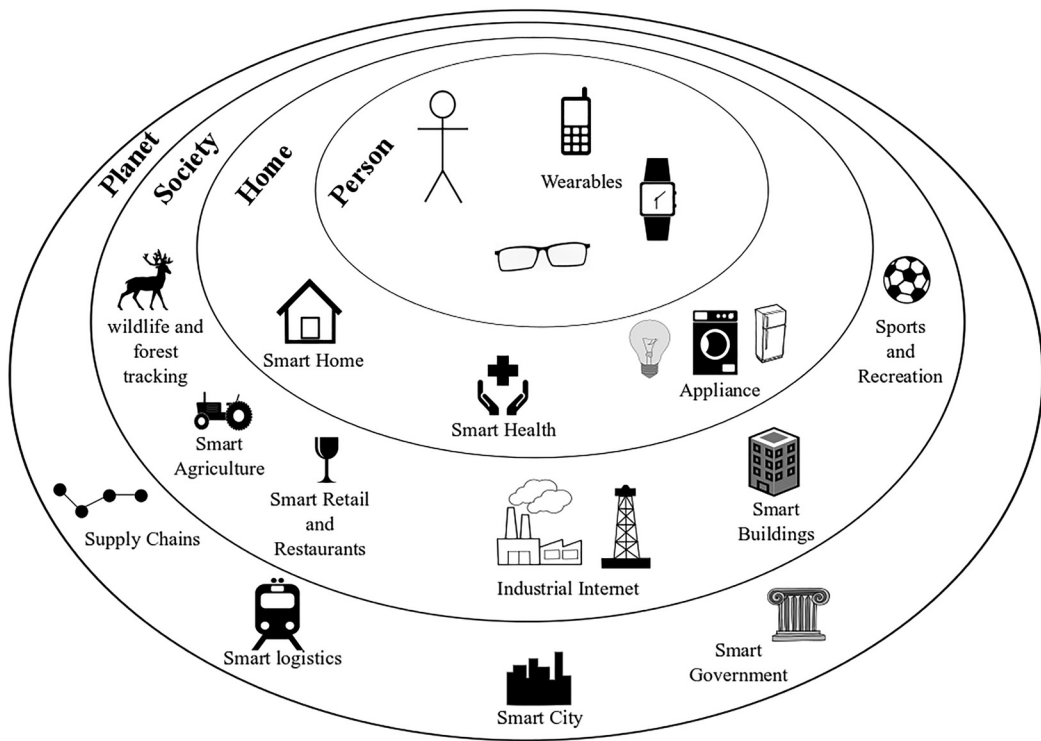 Planet
Society
Home
Person
Wearables
wildlife and
forest
tracking
Smart Home
Appliance
Sports
and
Recreation
Smart Health
Smart
Agriculture
Smart Retail
and
Restaurants
Smart
Buildings
Supply Chains
Industrial Internet
Smart logistics
Smart
Government
Smart City